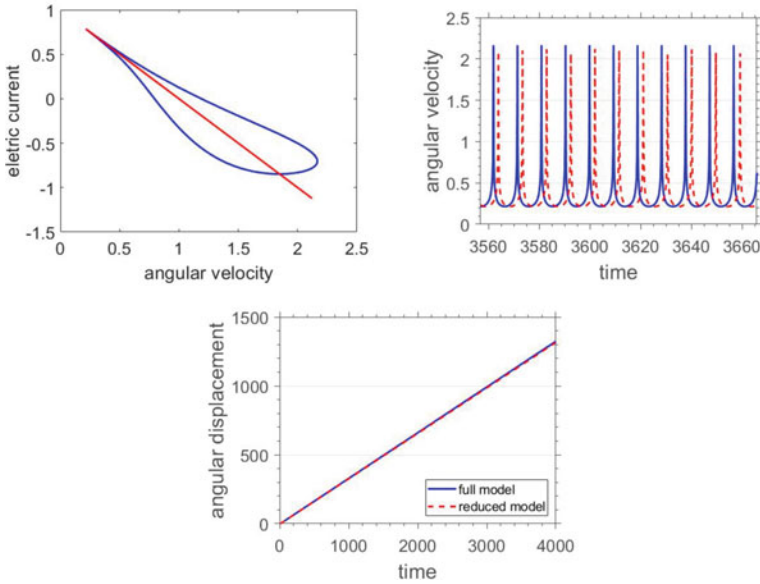 1
0.5
0
-0.5
-1
-1.5
eletric current
0 0.5 1 1.5 2 2.5
angular velocity
2.5
2
1.5
1
0.5
0
angular velocity
3560 3580 3600 3620 3640 3660
time
1500
1000
500
0
angular displacement
full model
reduced model
0 1000 2000 3000 4000
time